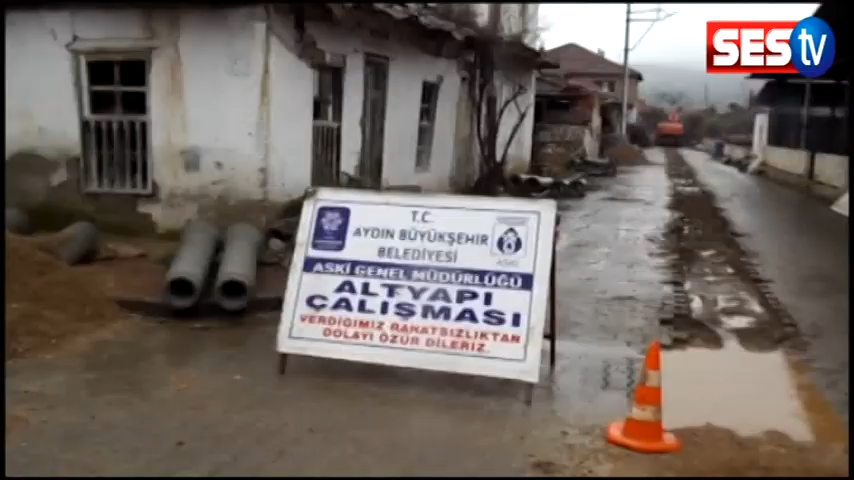 SES tv
T.C.
AYDIN BÜYÜKŞEHİR
BELEDİYESİ
ASKİ GENEL MÜDÜRLÜĞÜ
ALTYAPI
ÇALIŞMASI
VERDİĞİMİZ RAHATSIZLIKTAN
DOLAYI ÖZÜR DİLERİZ.